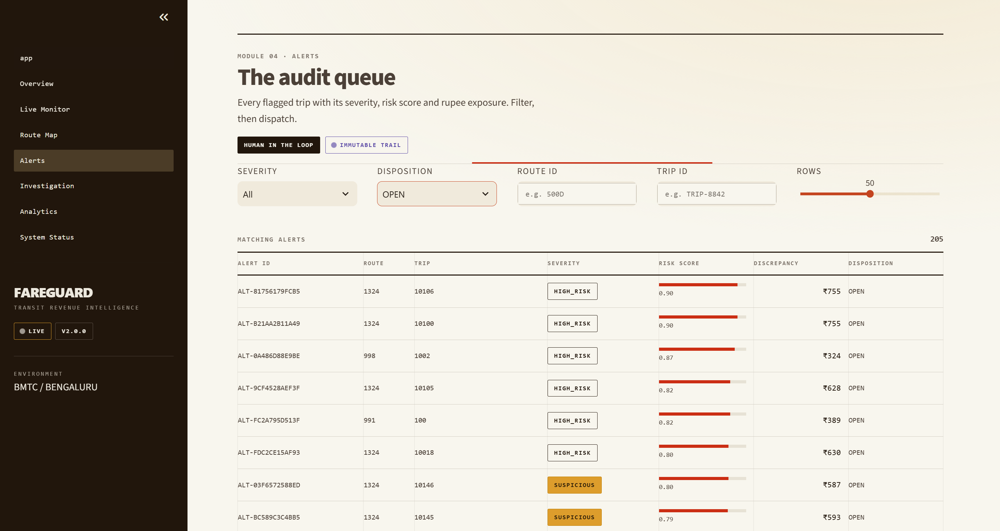 app
Overview
Live Monitor
Route Map
Alerts
Investigation
Analytics
System Status
FAREGUARD
TRANSIT REVENUE INTELLIGENCE
LIVE V2.0.0
ENVIRONMENT
BMTC / BENGALURU
MODULE 04 · ALERTS
The audit queue
Every flagged trip with its severity, risk score and rupee exposure. Filter,
then dispatch.
HUMAN IN THE LOOP IMMUTABLE TRAIL
SEVERITY DISPOSITION ROUTE ID TRIP ID ROWS
50
All OPEN e.g. 500D e.g. TRIP-8842
MATCHING ALERTS 205
ALERT ID ROUTE TRIP SEVERITY RISK SCORE DISCREPANCY DISPOSITION
ALT-81756179FCB5 1324 10106 HIGH_RISK 0.90 ₹755 OPEN
ALT-B21AA2B11A49 1324 10100 HIGH_RISK 0.90 ₹755 OPEN
ALT-0A486D88E9BE 998 1002 HIGH_RISK 0.87 ₹324 OPEN
ALT-9CF4528AEF3F 1324 10105 HIGH_RISK 0.82 ₹628 OPEN
ALT-FC2A795D513F 991 100 HIGH_RISK 0.82 ₹389 OPEN
ALT-FDC2CE15AF93 1324 10018 HIGH_RISK 0.80 ₹630 OPEN
ALT-03F6572588ED 1324 10146 SUSPICIOUS 0.80 ₹587 OPEN
ALT-BC589C3C4BB5 1324 10145 SUSPICIOUS 0.79 ₹593 OPEN